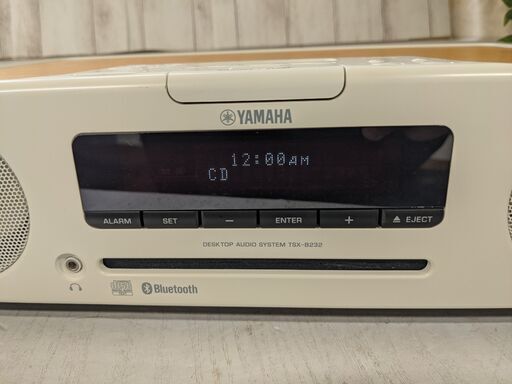 YAMAHA
12:00AM
CD
ALARM SET − ENTER + EJECT
DESKTOP AUDIO SYSTEM TSX-B232
Bluetooth